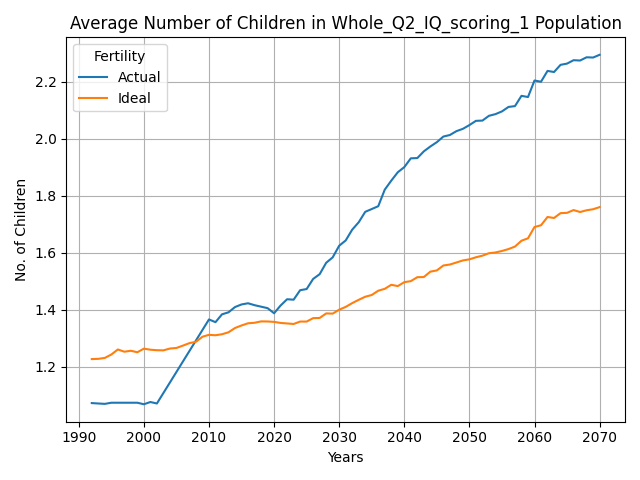 Average Number of Children in Whole_Q2_IQ_scoring_1 Population
Fertility
Actual
Ideal
No. of Children
2.2
2.0
1.8
1.6
1.4
1.2
1990 2000 2010 2020 2030 2040 2050 2060 2070
Years